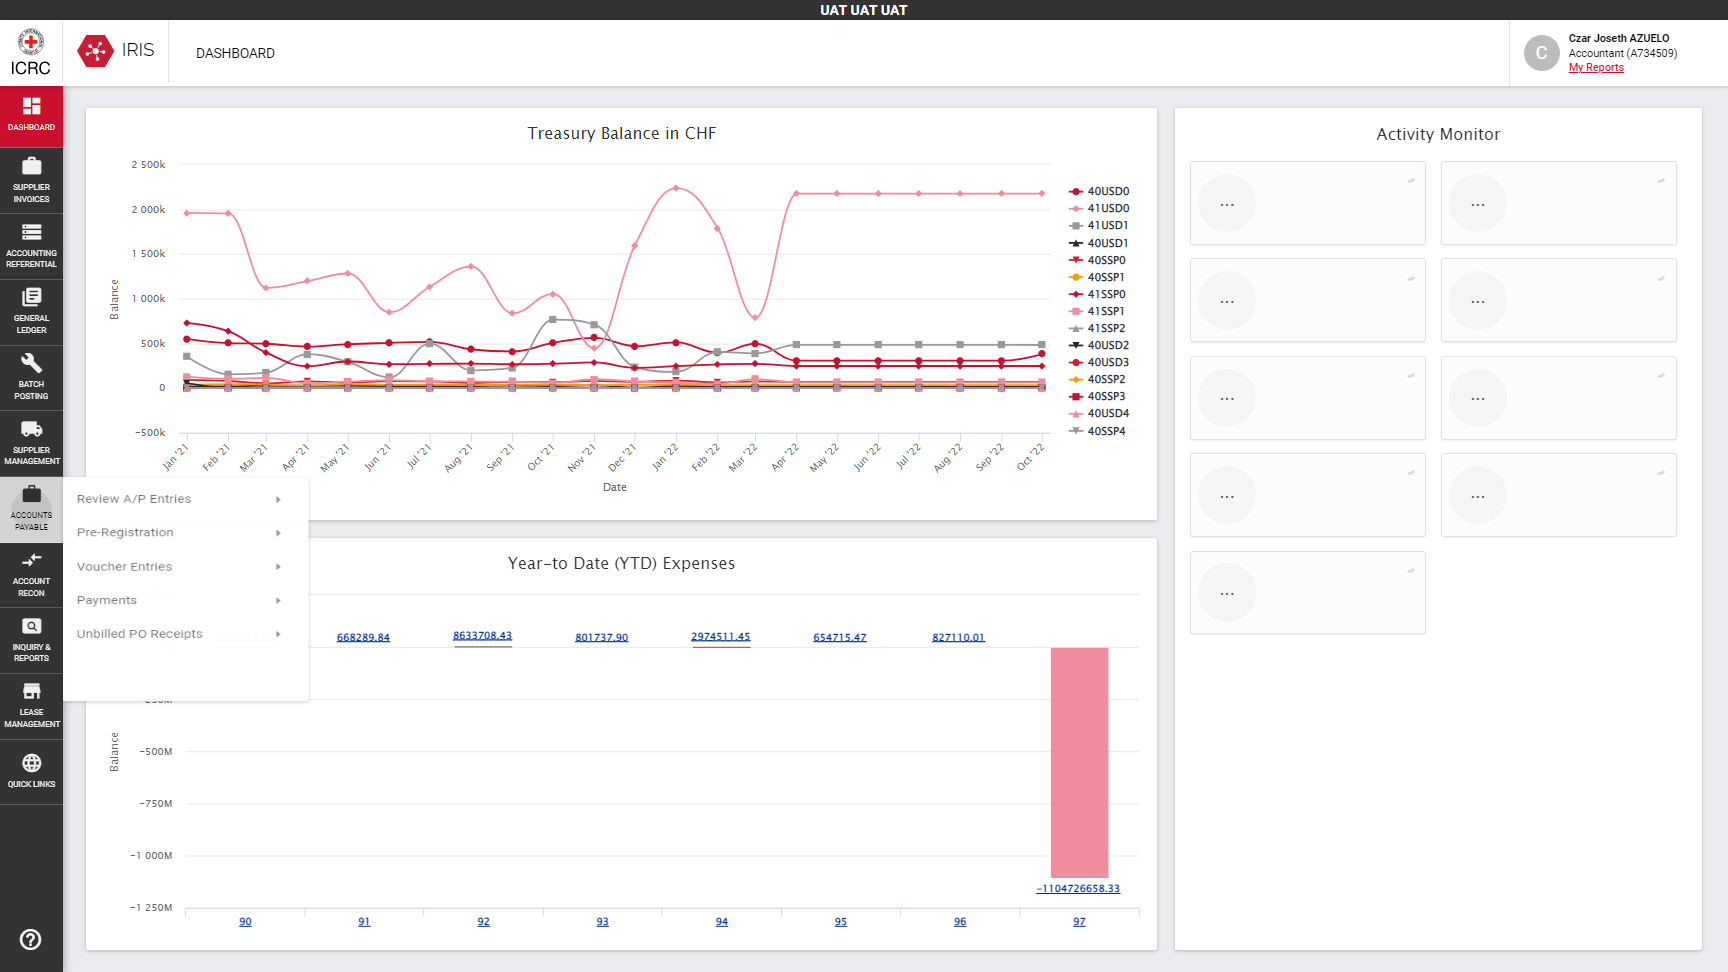 UAT UAT UAT
ICRC
IRIS
DASHBOARD
C
Czar Joseth AZUELO
Accountant (A734509)
My Reports
DASHBOARD
SUPPLIER
INVOICES
ACCOUNTING
REFERENTIAL
GENERAL
LEDGER
BATCH
POSTING
SUPPLIER
MANAGEMENT
ACCOUNTS
PAYABLE
ACCOUNT
RECON
INQUIRY &
REPORTS
LEASE
MANAGEMENT
QUICK LINKS
Review A/P Entries
Pre-Registration
Voucher Entries
Payments
Unbilled PO Receipts
Treasury Balance in CHF
2 500k
2 000k
1 500k
1 000k
500k
0
-500k
Balance
Jan '21
Feb '21
Mar '21
Apr '21
May '21
Jun '21
Jul '21
Aug '21
Sep '21
Oct '21
Nov '21
Dec '21
Jan '22
Feb '22
Mar '22
Apr '22
May '22
Jun '22
Jul '22
Aug '22
Sep '22
Oct '22
Date
40USD0
41USD0
41USD1
40USD1
40SSP0
40SSP1
41SSP0
41SSP1
41SSP2
40USD2
40USD3
40SSP2
40SSP3
40USD4
40SSP4
Year-to Date (YTD) Expenses
668289.84
8633708.43
801737.90
2974511.45
654715.47
827110.01
-1104726658.33
-500M
-750M
-1 000M
-1 250M
Balance
90
91
92
93
94
95
96
97
Activity Monitor
...
...
...
...
...
...
...
...
...